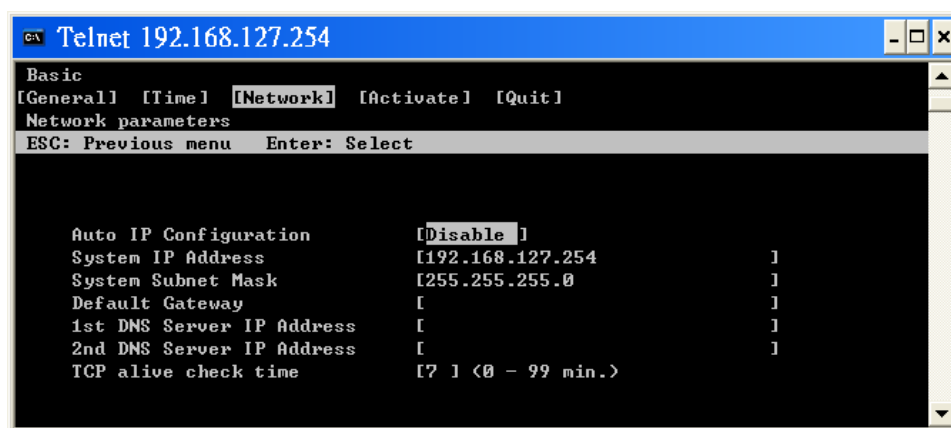 Telnet 192.168.127.254
Basic
[General] [Time] [Network] [Activate] [Quit]
Network parameters
ESC: Previous menu Enter: Select
Auto IP Configuration [Disable ]
System IP Address [192.168.127.254 ]
System Subnet Mask [255.255.255.0 ]
Default Gateway [ ]
1st DNS Server IP Address [ ]
2nd DNS Server IP Address [ ]
TCP alive check time [7 ] (0 - 99 min.)